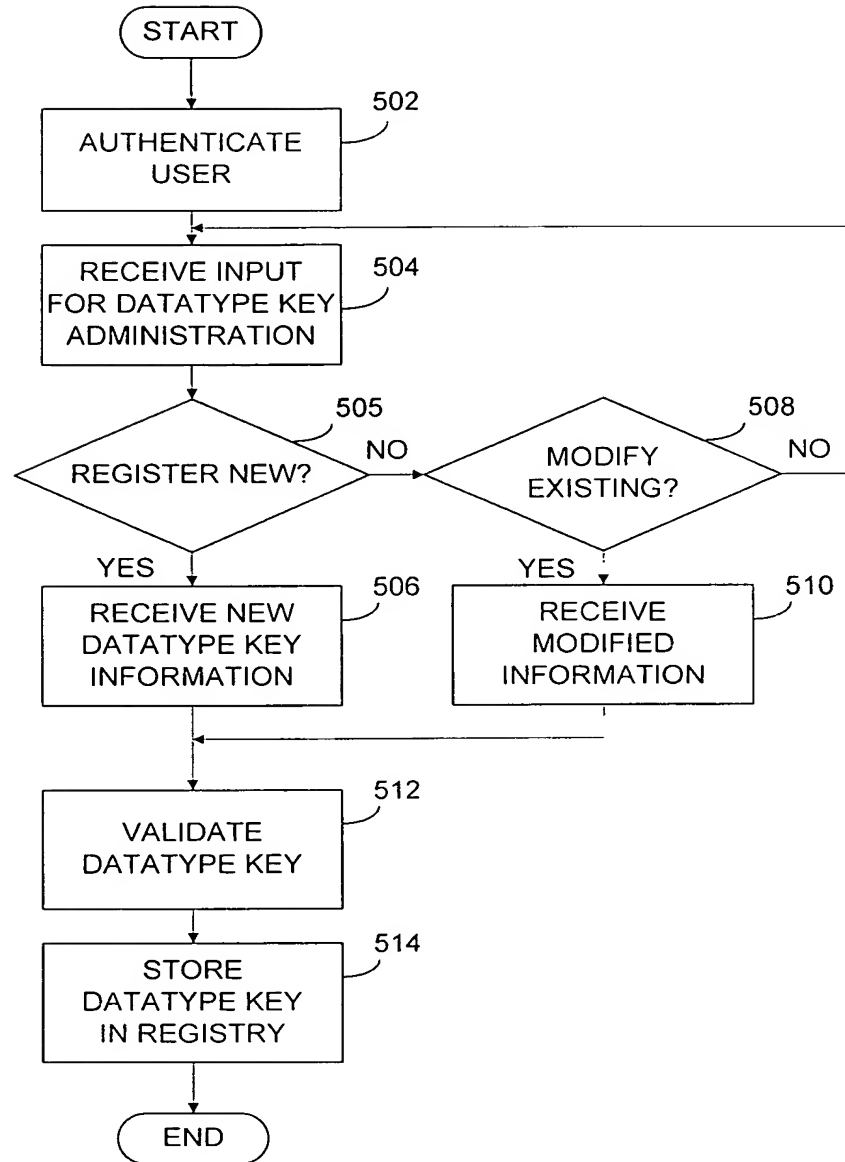 START
502
AUTHENTICATE
USER
RECEIVE INPUT
FOR DATATYPE KEY
ADMINISTRATION
504
505
REGISTER NEW?
NO
508
MODIFY
EXISTING?
NO
YES
RECEIVE NEW
DATATYPE KEY
INFORMATION
506
YES
RECEIVE
MODIFIED
INFORMATION
510
512
VALIDATE
DATATYPE KEY
514
STORE
DATATYPE KEY
IN REGISTRY
END